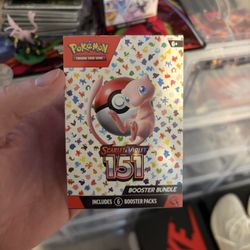 Pokémon
TRADING CARD GAME
6+
SCARLET & VIOLET
151
BOOSTER BUNDLE
INCLUDES 6 BOOSTER PACKS